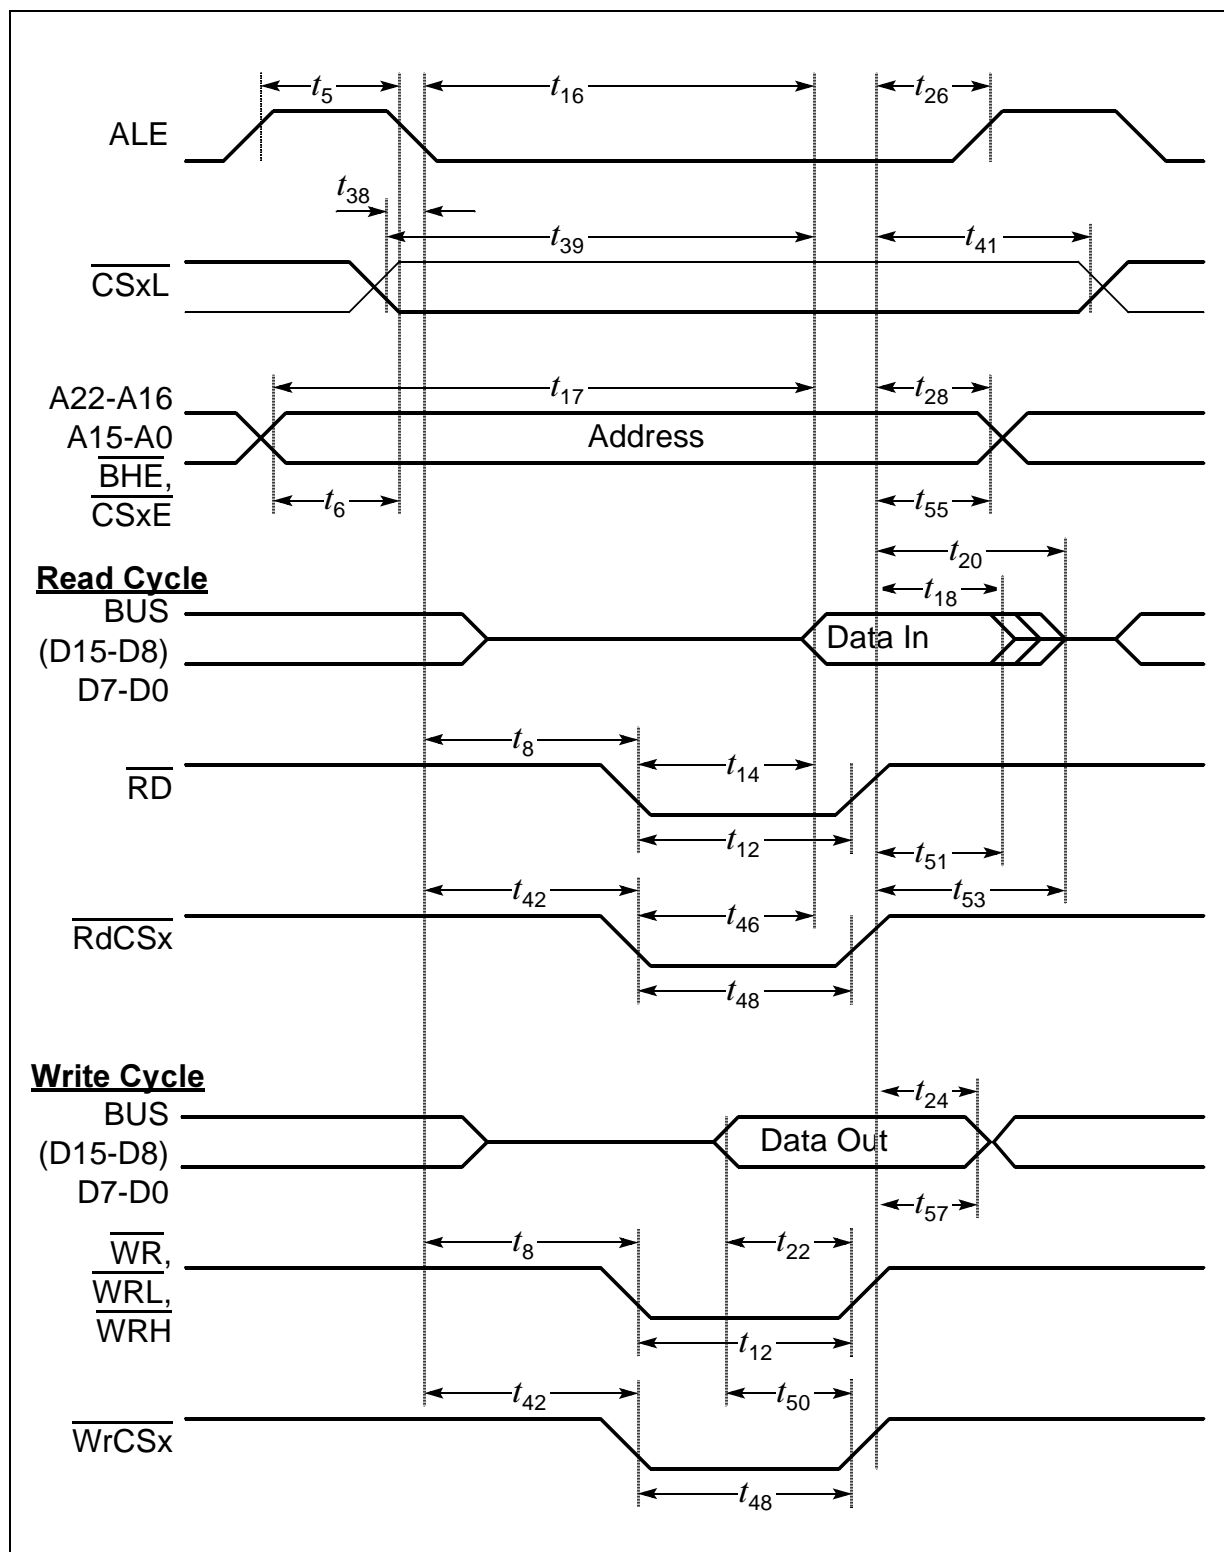 t5
t16
t26
ALE
t38
t39
t41
CSxL
A22-A16
t17
t28
A15-A0
Address
BHE,
CSxE
t6
t55
t20
Read Cycle
t18
BUS
(D15-D8)
Data In
D7-D0
t8
t14
RD
t12
t51
t42
t53
t46
RdCSx
t48
Write Cycle
t24
BUS
(D15-D8)
Data Out
D7-D0
t57
t8
t22
WR,
WRL,
WRH
t12
t42
t50
WrCSx
t48